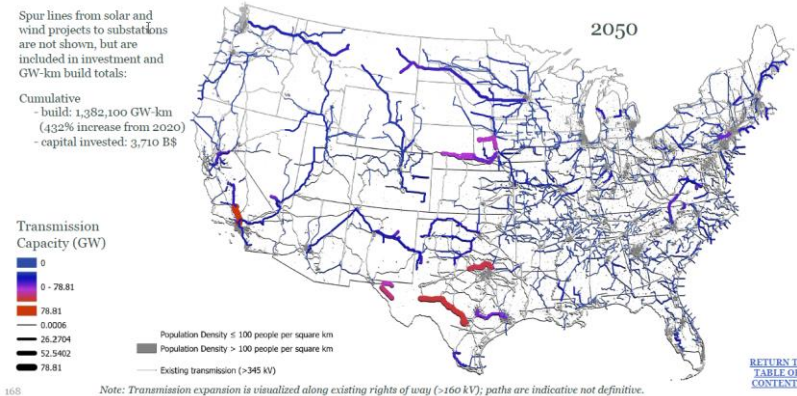 Spur lines from solar and
wind projects to substations
are not shown, but are
included in investment and
GW-km build totals:
Cumulative
- build: 1,382,100 GW-km
(432% increase from 2020)
- capital invested: 3,710 B$
2050
Transmission
Capacity (GW)
0
0 - 78.81
78.81
0.0006
26.2704
52.5402
78.81
Population Density ≤ 100 people per square km
Population Density > 100 people per square km
Existing transmission (>345 kV)
RETURN T
TABLE OF
CONTENT
168
Note: Transmission expansion is visualized along existing rights of way (>160 kV); paths are indicative not definitive.